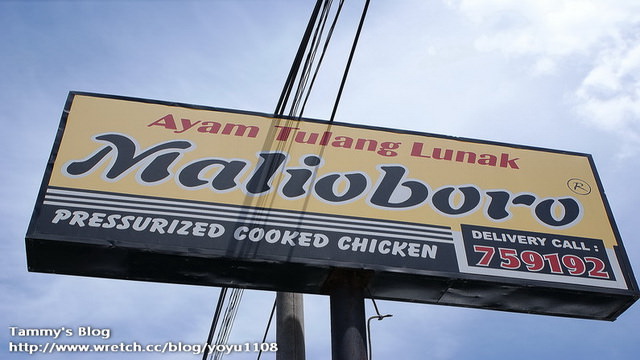 Ayam Tulang Lunak
Malioboro ®
PRESSURIZED COOKED CHICKEN
DELIVERY CALL :
759192
Tammy's Blog
http://www.wretch.cc/blog/yoyu1108